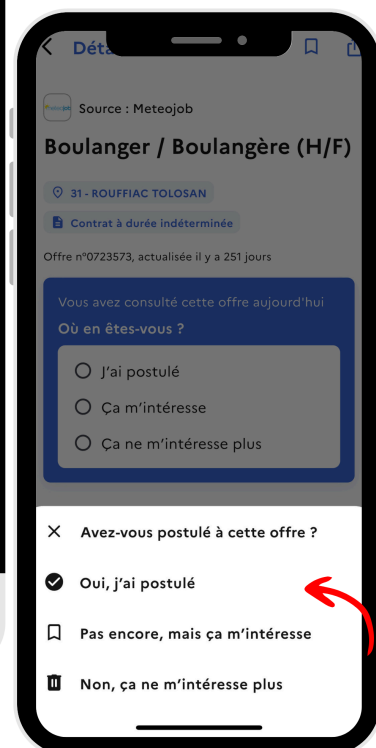 Source : Meteojob
Boulanger / Boulangère (H/F)
31 - ROUFFIAC TOLOSAN
Contrat à durée indéterminée
Offre n°0723573, actualisée il y a 251 jours
Vous avez consulté cette offre aujourd'hui
Où en êtes-vous ?
J'ai postulé
Ça m'intéresse
Ça ne m'intéresse plus
Avez-vous postulé à cette offre ?
Oui, j'ai postulé
Pas encore, mais ça m'intéresse
Non, ça ne m'intéresse plus